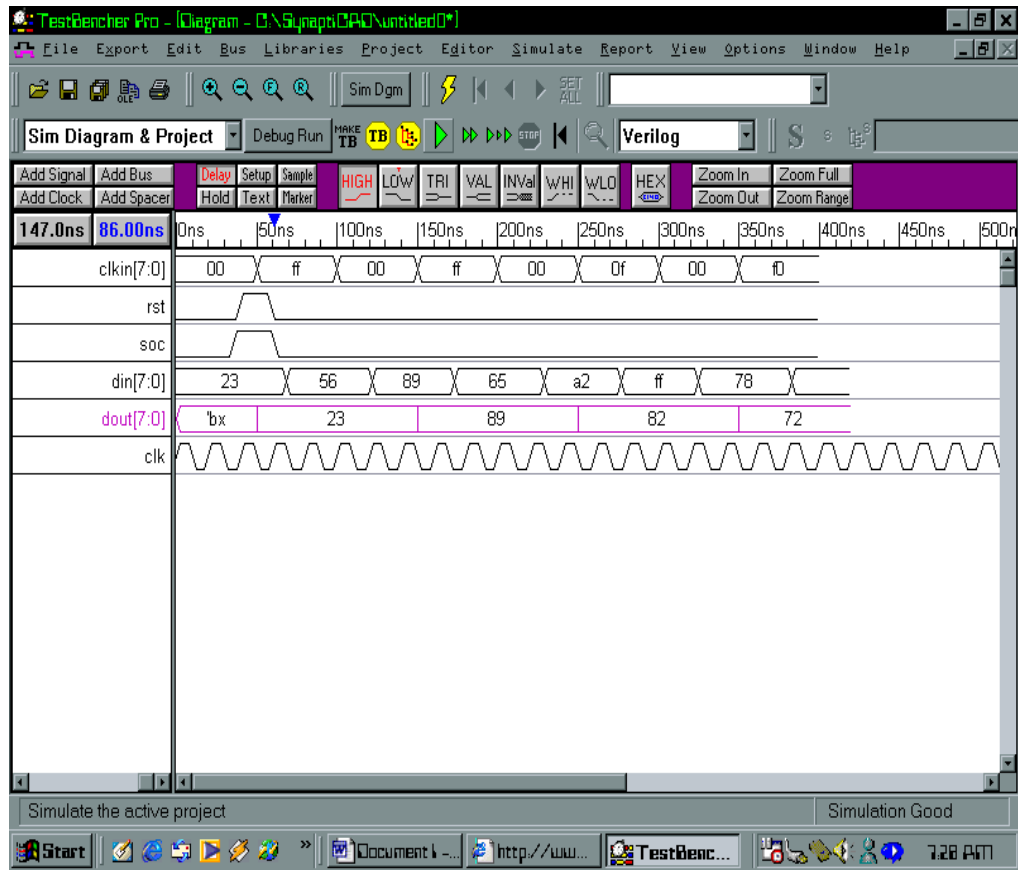 TestBencher Pro - [Diagram - C:\SynaptiCAD\untitled0*]
File Export Edit Bus Libraries Project Editor Simulate Report View Options Window Help
OLE Sim Dgm SET ALL
Sim Diagram & Project Debug Run MAKE TB TB STOP Verilog S s
Add Signal Add Bus Delay Setup Sample HIGH LOW TRI VAL INVal WHI WLO HEX Zoom In Zoom Full
Add Clock Add Spacer Hold Text Marker Zoom Out Zoom Range
147.0ns 86.00ns 0ns 50ns 100ns 150ns 200ns 250ns 300ns 350ns 400ns 450ns 500n
clkin[7:0] 00 ff 00 ff 00 0f 00 f0
rst
soc
din[7:0] 23 56 89 65 a2 ff 78
dout[7:0] 'bx 23 89 82 72
clk
Simulate the active project Simulation Good
Start » Document1 -... http://www... TestBenc... 7:28 AM